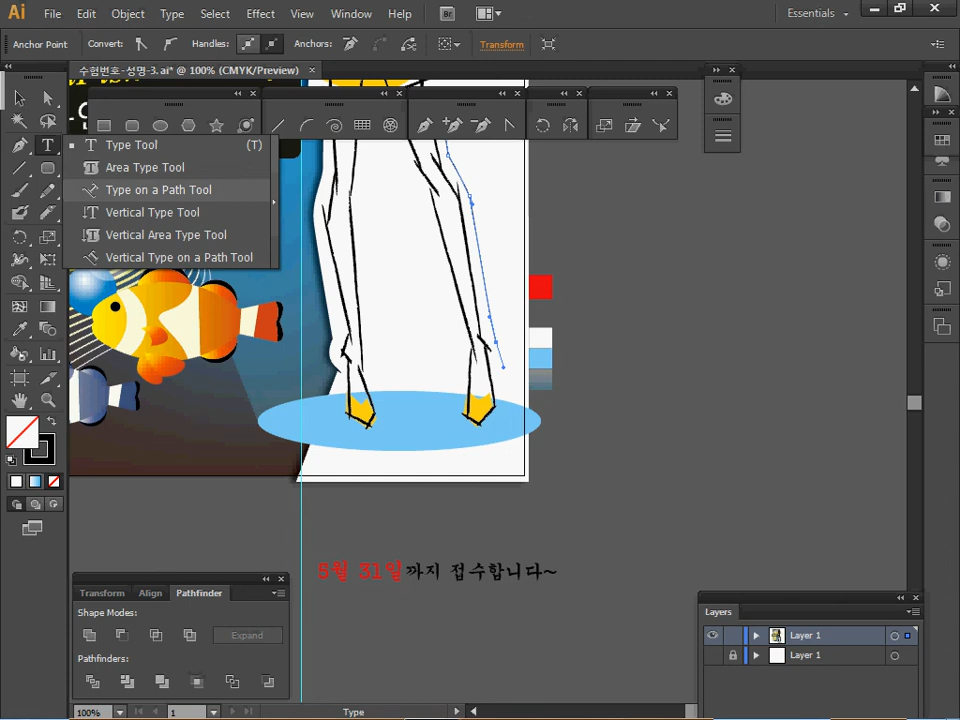 Ai File Edit Object Type Select Effect View Window Help Br Essentials
Anchor Point Convert: Handles: Anchors: Transform
수험번호-성명-3.ai* @ 100% (CMYK/Preview)
Type Tool (T)
Area Type Tool
Type on a Path Tool
Vertical Type Tool
Vertical Area Type Tool
Vertical Type on a Path Tool
5월 31일까지 접수합니다~
Transform Align Pathfinder
Shape Modes:
Expand
Pathfinders:
Layers
Layer 1
Layer 1
100% 1 Type